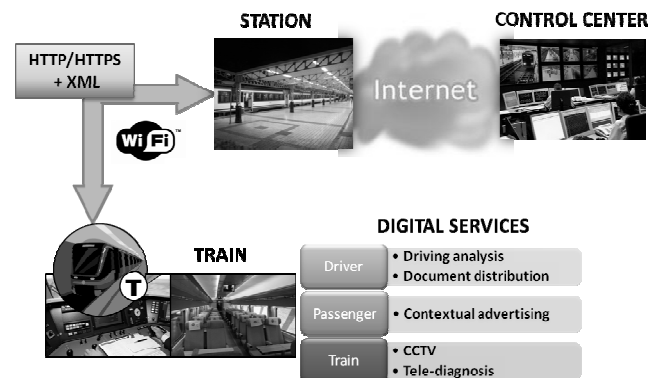 STATION
CONTROL CENTER
HTTP/HTTPS
+ XML
Internet
WiFi™
TRAIN
T
DIGITAL SERVICES
Driver
• Driving analysis
• Document distribution
Passenger
• Contextual advertising
Train
• CCTV
• Tele-diagnosis